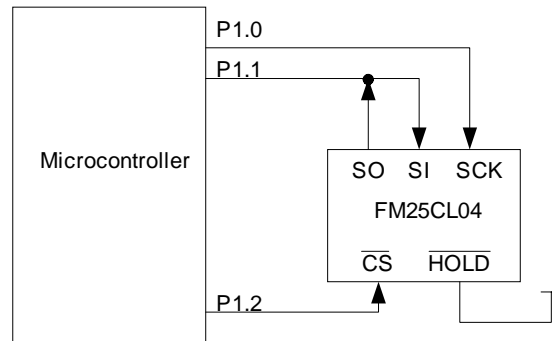 P1.0
P1.1
Microcontroller
SO SI SCK
FM25CL04
CS HOLD
P1.2